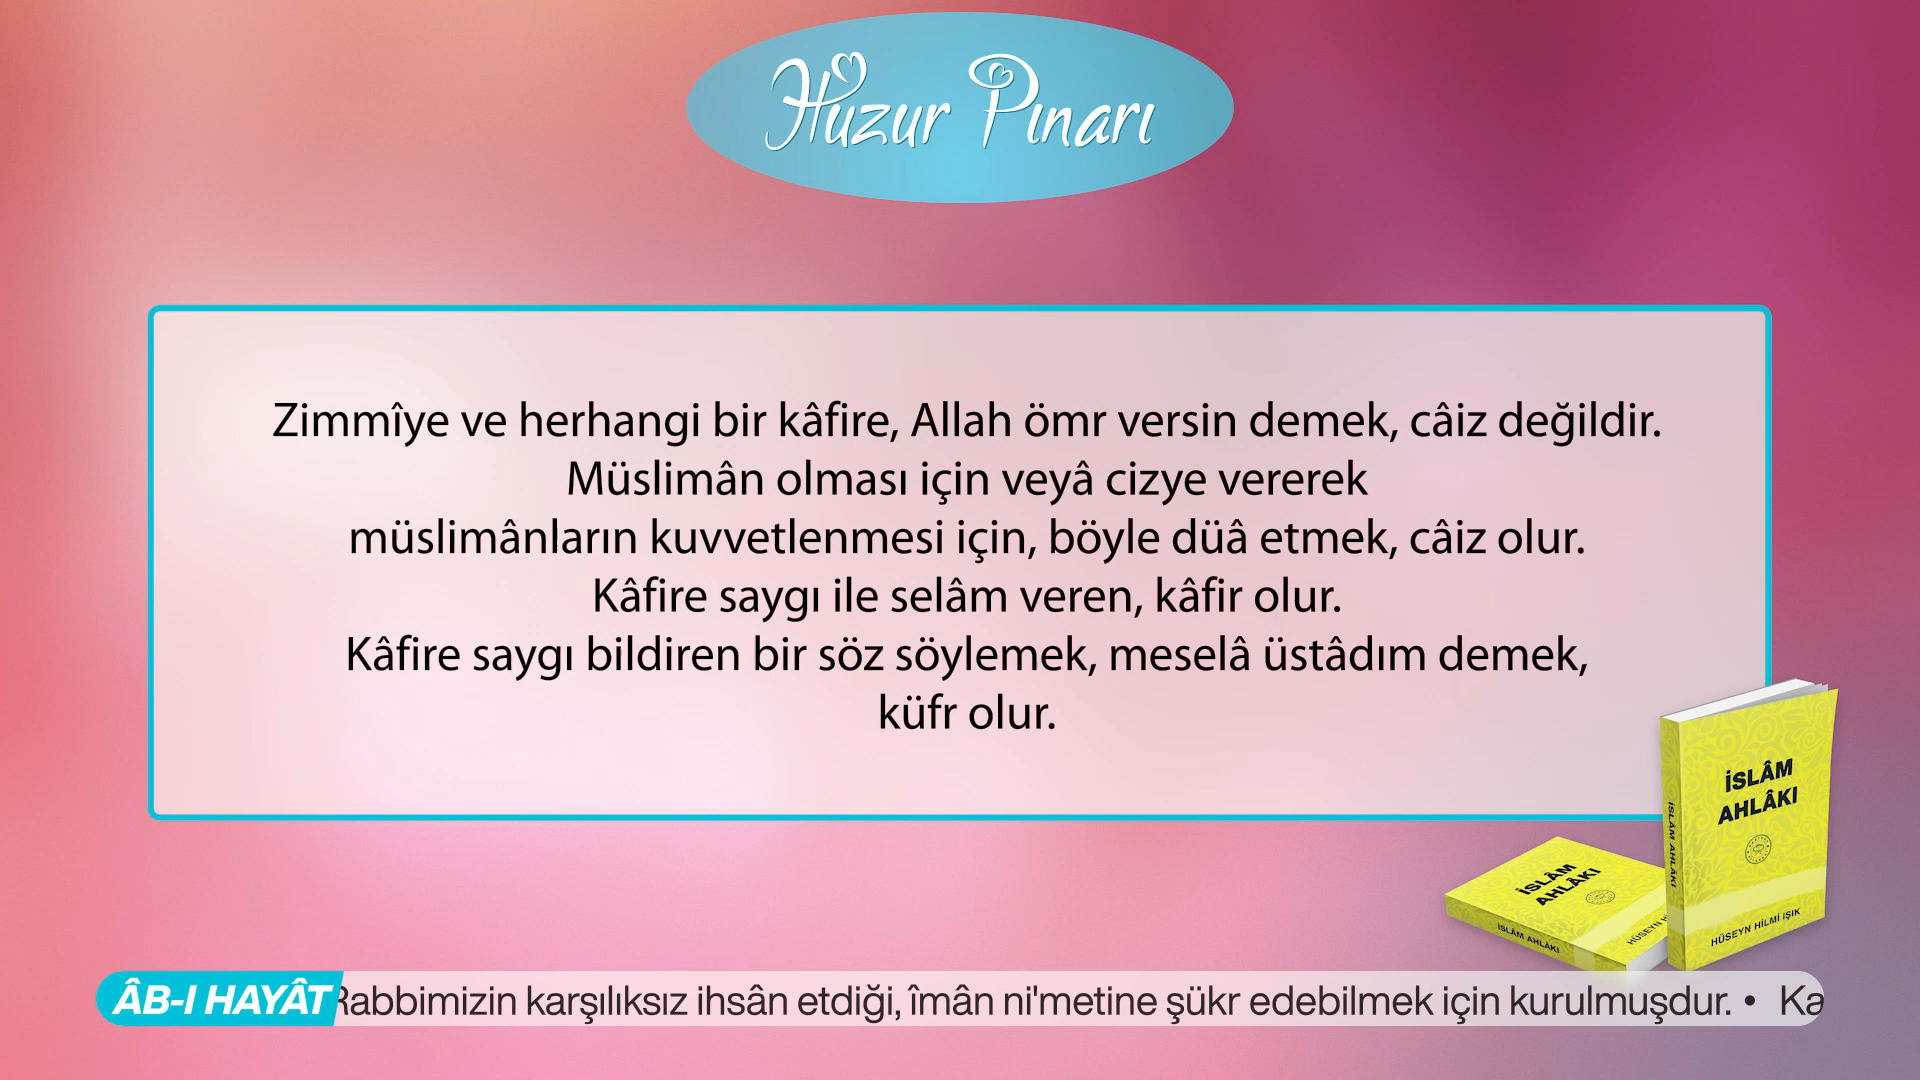 Huzur Pınarı
Zimmîye ve herhangi bir kâfire, Allah ömr versin demek, câiz değildir.
Müslimân olması için veyâ cizye vererek
müslimânların kuvvetlenmesi için, böyle düâ etmek, câiz olur.
Kâfire saygı ile selâm veren, kâfir olur.
Kâfire saygı bildiren bir söz söylemek, meselâ üstâdım demek,
küfr olur.
İSLÂM
AHLÂKI
İSLÂM AHLÂKI
HÜSEYN HİLMİ IŞIK
İSLÂM
AHLÂKI
HÜSEYN H
İSLÂM AHLÂKI
ÂB-I HAYÂT Rabbimizin karşılıksız ihsân etdiği, îmân ni'metine şükr edebilmek için kurulmuşdur. • Ka